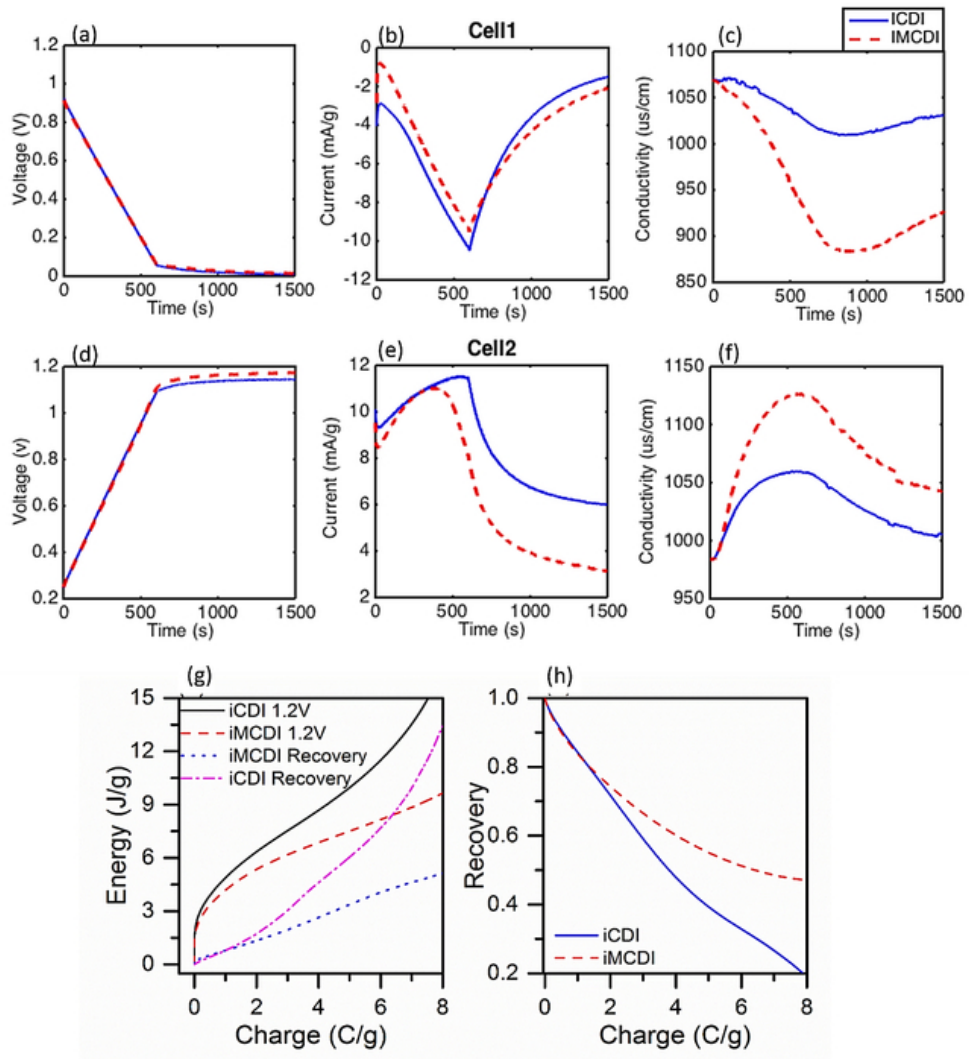 ICDI
IMCDI
(a)
Voltage (V)
1.2
1
0.8
0.6
0.4
0.2
0
0 500 1000 1500
Time (s)
(b)
Cell1
Current (mA/g)
-2
-4
-6
-8
-10
-12
0 500 1000 1500
Time (s)
(c)
Conductivity (us/cm)
1100
1050
1000
950
900
850
0 500 1000 1500
Time (s)
(d)
Voltage (v)
1.2
1
0.8
0.6
0.4
0.2
0 500 1000 1500
Time (s)
(e)
Cell2
Current (mA/g)
12
10
8
6
4
2
0 500 1000 1500
Time (s)
(f)
Conductivity (us/cm)
1150
1100
1050
1000
950
0 500 1000 1500
Time (s)
(g)
Energy (J/g)
15
12
9
6
3
0
iCDI 1.2V
iMCDI 1.2V
iMCDI Recovery
iCDI Recovery
0 2 4 6 8
Charge (C/g)
(h)
Recovery
1.0
0.8
0.6
0.4
0.2
iCDI
iMCDI
0 2 4 6 8
Charge (C/g)